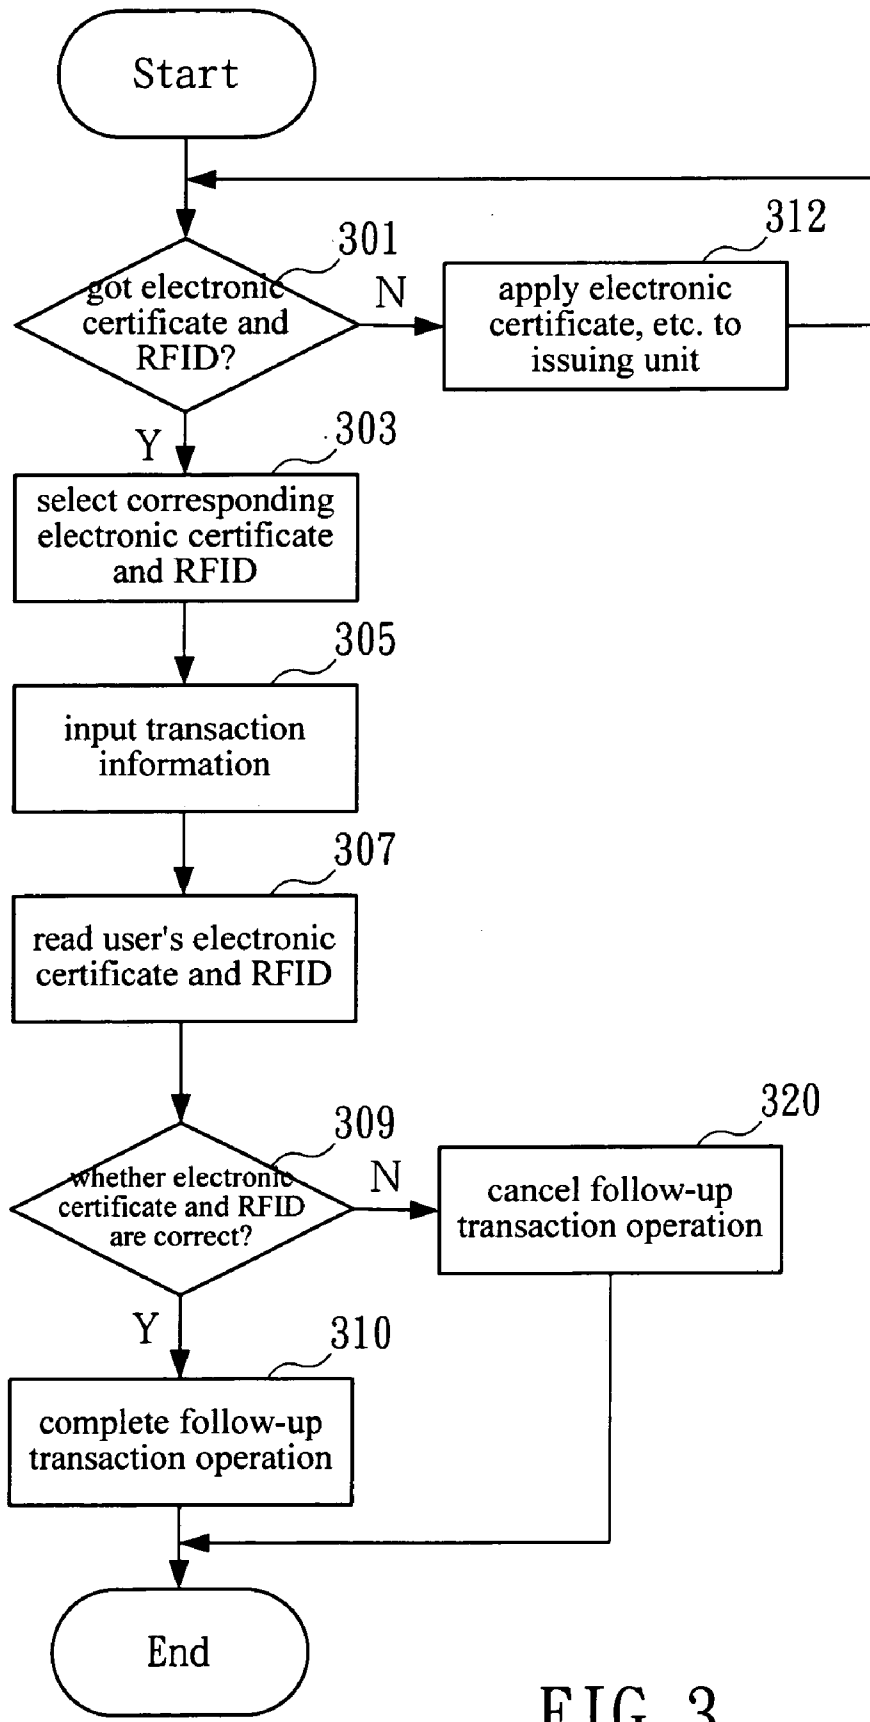 Start
301
312
got electronic
certificate and
RFID?
N
apply electronic
certificate, etc. to
issuing unit
Y
303
select corresponding
electronic certificate
and RFID
305
input transaction
information
307
read user's electronic
certificate and RFID
309
320
whether electronic
certificate and RFID
are correct?
N
cancel follow-up
transaction operation
Y
310
complete follow-up
transaction operation
End
FIG. 3